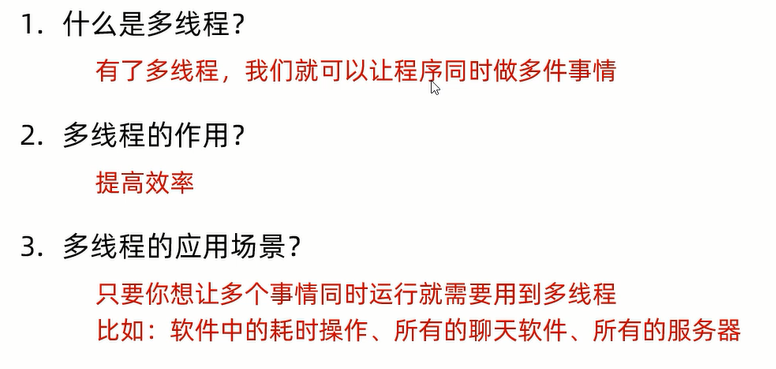 1. 什么是多线程？
有了多线程，我们就可以让程序同时做多件事情
2. 多线程的作用？
提高效率
3. 多线程的应用场景？
只要你想让多个事情同时运行就需要用到多线程
比如：软件中的耗时操作、所有的聊天软件、所有的服务器